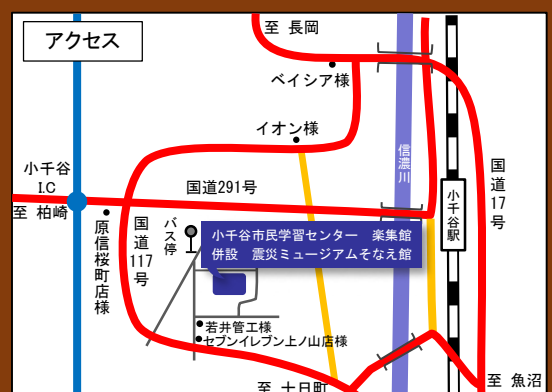 アクセス
至 長岡
ベイシア様
イオン様
信濃川
小千谷
I.C
至 柏崎
国道291号
国道17号
小千谷駅
原信桜町店様
国道117号
バス停
小千谷市民学習センター 楽集館
併設 震災ミュージアムそなえ館
若井管工様
セブンイレブン上ノ山店様
至 十日町
至 魚沼